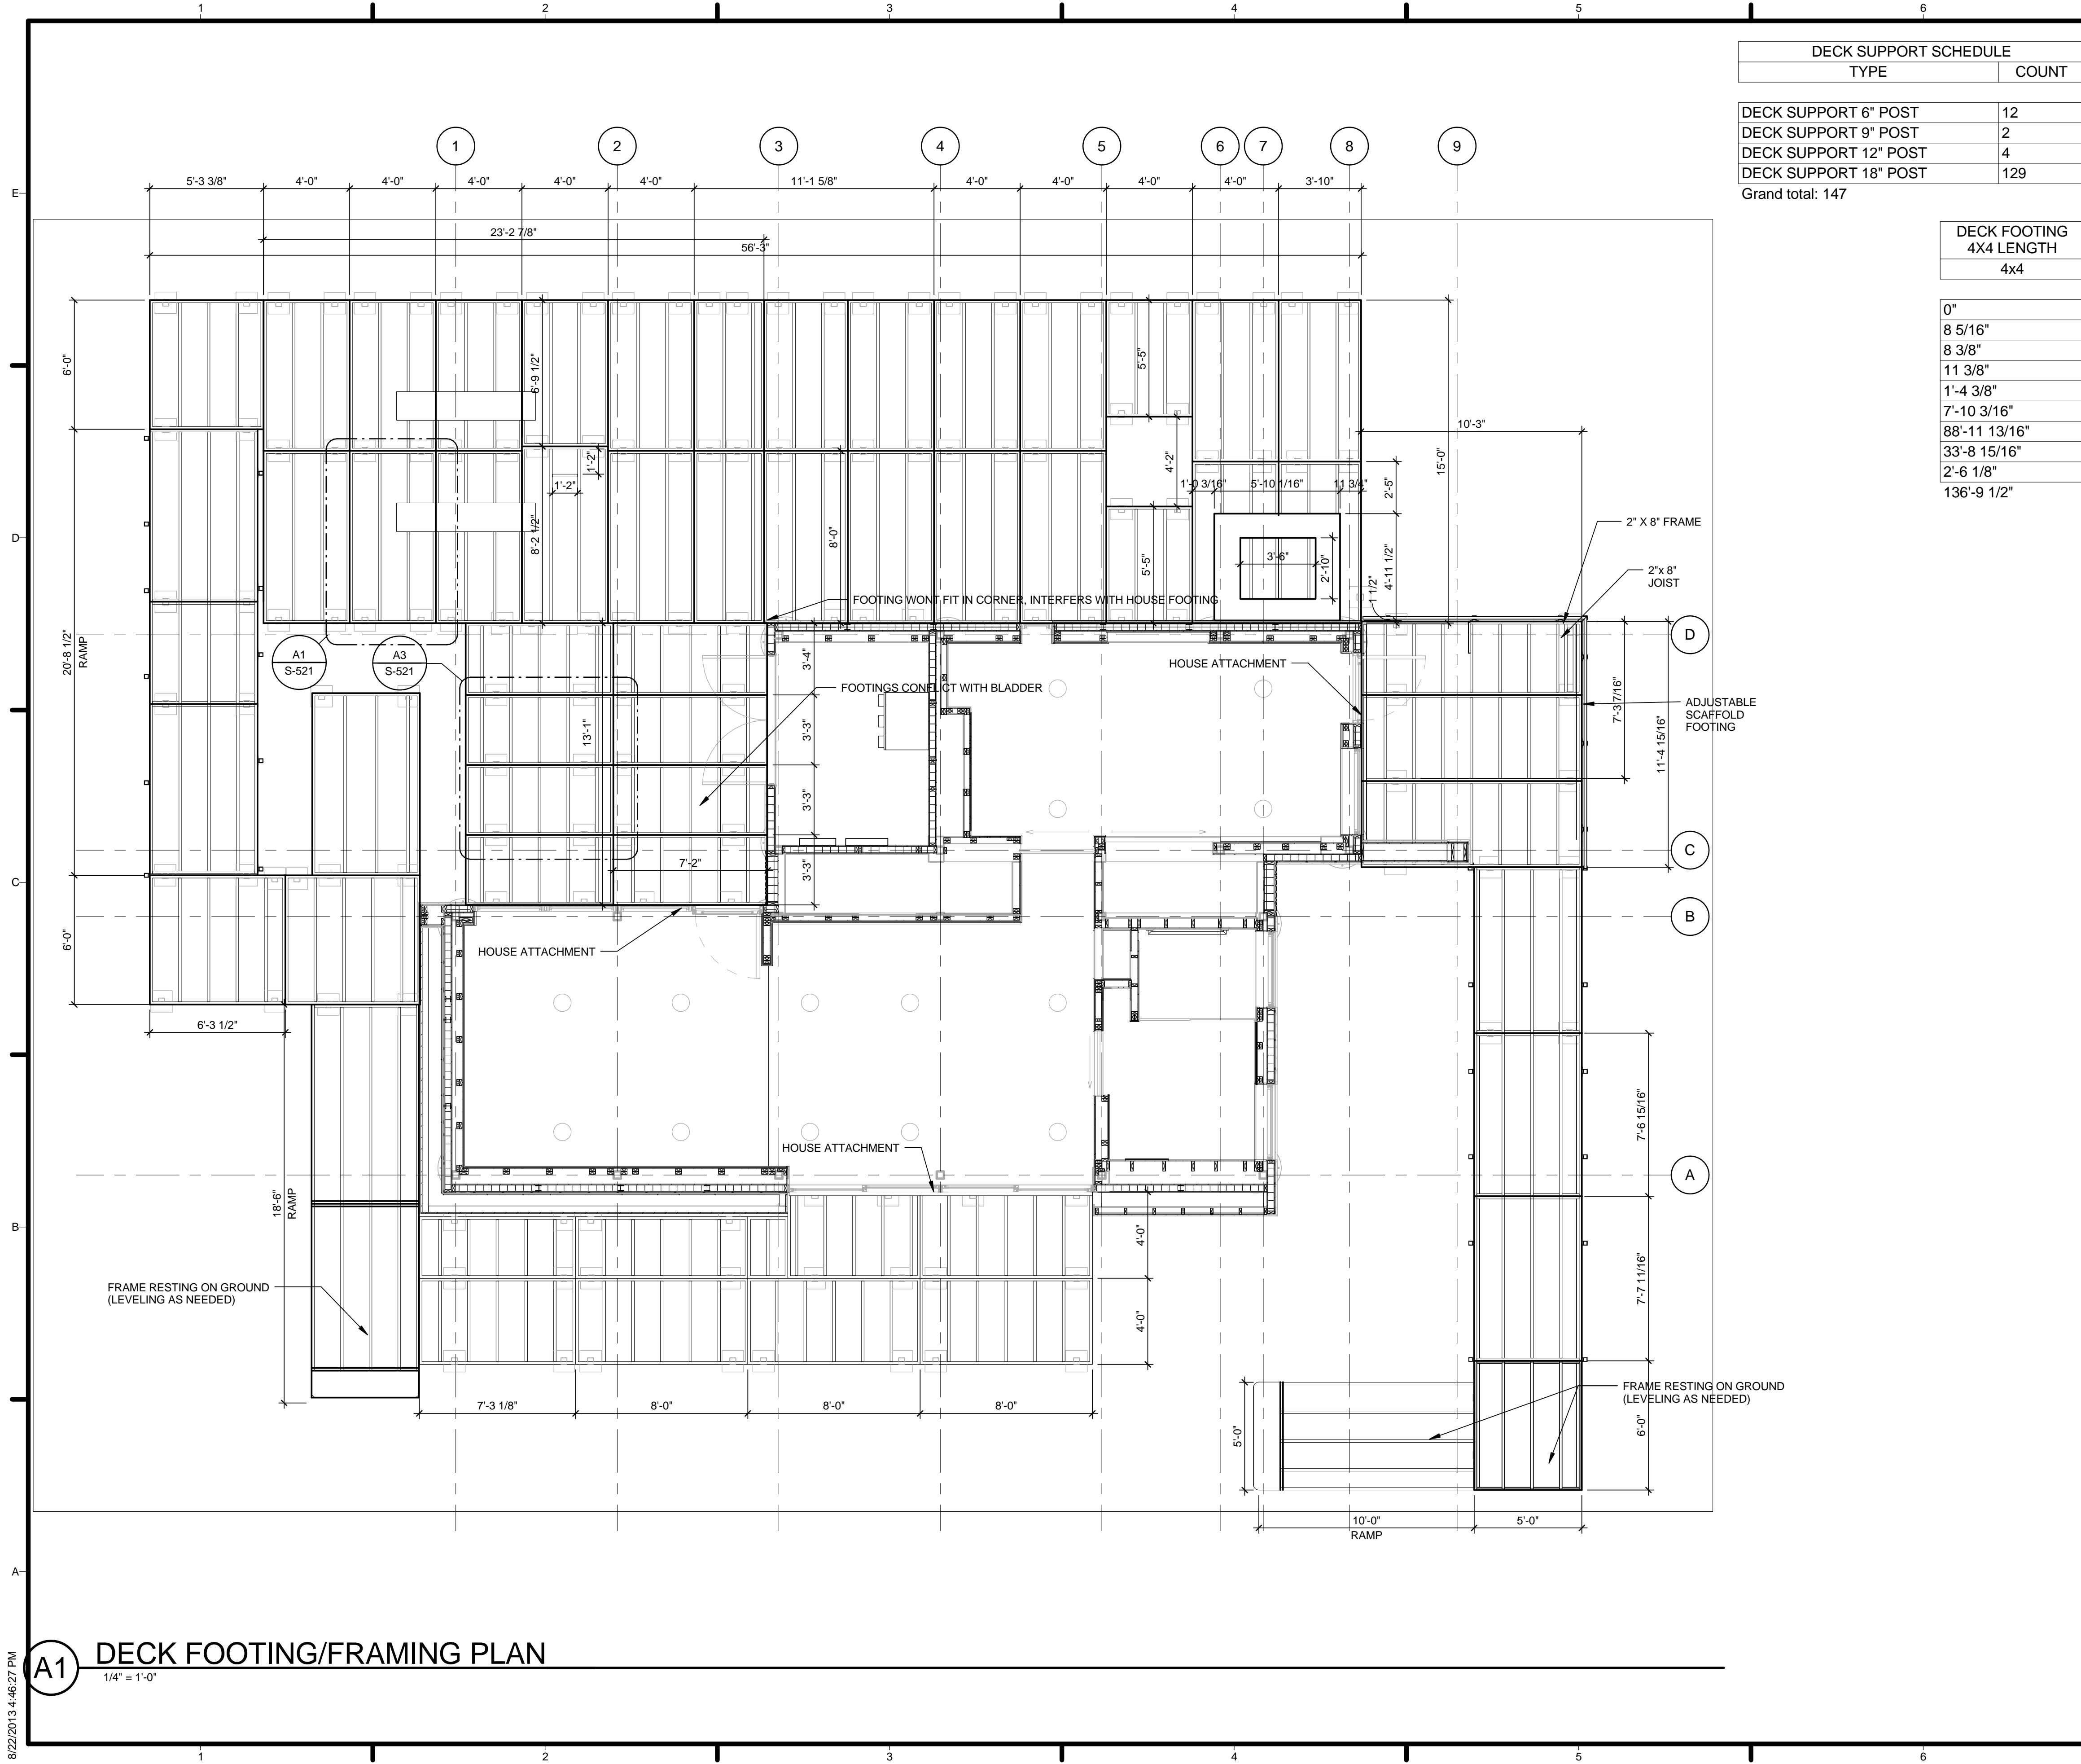 1 2 3 4 5 6
DECK SUPPORT SCHEDULE
TYPE COUNT
DECK SUPPORT 6" POST 12
DECK SUPPORT 9" POST 2
DECK SUPPORT 12" POST 4
DECK SUPPORT 18" POST 129
Grand total: 147
DECK FOOTING
4X4 LENGTH
4x4
0"
8 5/16"
8 3/8"
11 3/8"
1'-4 3/8"
7'-10 3/16"
88'-11 13/16"
33'-8 15/16"
2'-6 1/8"
136'-9 1/2"
1 2 3 4 5 6 7 8 9
E
5'-3 3/8" 4'-0" 4'-0" 4'-0" 4'-0" 4'-0" 11'-1 5/8" 4'-0" 4'-0" 4'-0" 4'-0" 3'-10"
23'-2 7/8"
56'-3"
6'-0"
6'-9 1/2"
5'-5"
15'-0"
10'-3"
1'-2"
1'-2"
4'-2"
1'-0 3/16" 5'-10 1/16" 11 3/4"
2'-5"
8'-2 1/2"
8'-0"
5'-5"
3'-6"
2'-10"
4'-11 1/2"
1 1/2"
D
2" X 8" FRAME
2"x 8"
JOIST
FOOTING WONT FIT IN CORNER, INTERFERS WITH HOUSE FOOTING
20'-8 1/2"
RAMP
A1
S-521
A3
S-521
3'-4"
HOUSE ATTACHMENT
D
FOOTINGS CONFLICT WITH BLADDER
7'-3 7/16"
11'-4 15/16"
ADJUSTABLE
SCAFFOLD
FOOTING
13'-1"
3'-3"
3'-3"
3'-3"
7'-2"
C
C
B
6'-0"
HOUSE ATTACHMENT
6'-3 1/2"
7'-6 15/16"
HOUSE ATTACHMENT
A
18'-6"
RAMP
B
4'-0"
4'-0"
7'-7 11/16"
FRAME RESTING ON GROUND
(LEVELING AS NEEDED)
FRAME RESTING ON GROUND
(LEVELING AS NEEDED)
7'-3 1/8" 8'-0" 8'-0" 8'-0"
5'-0"
6'-0"
10'-0"
RAMP
5'-0"
A
A1
DECK FOOTING/FRAMING PLAN
1/4" = 1'-0"
8/22/2013 4:46:27 PM
1 2 3 4 5 6